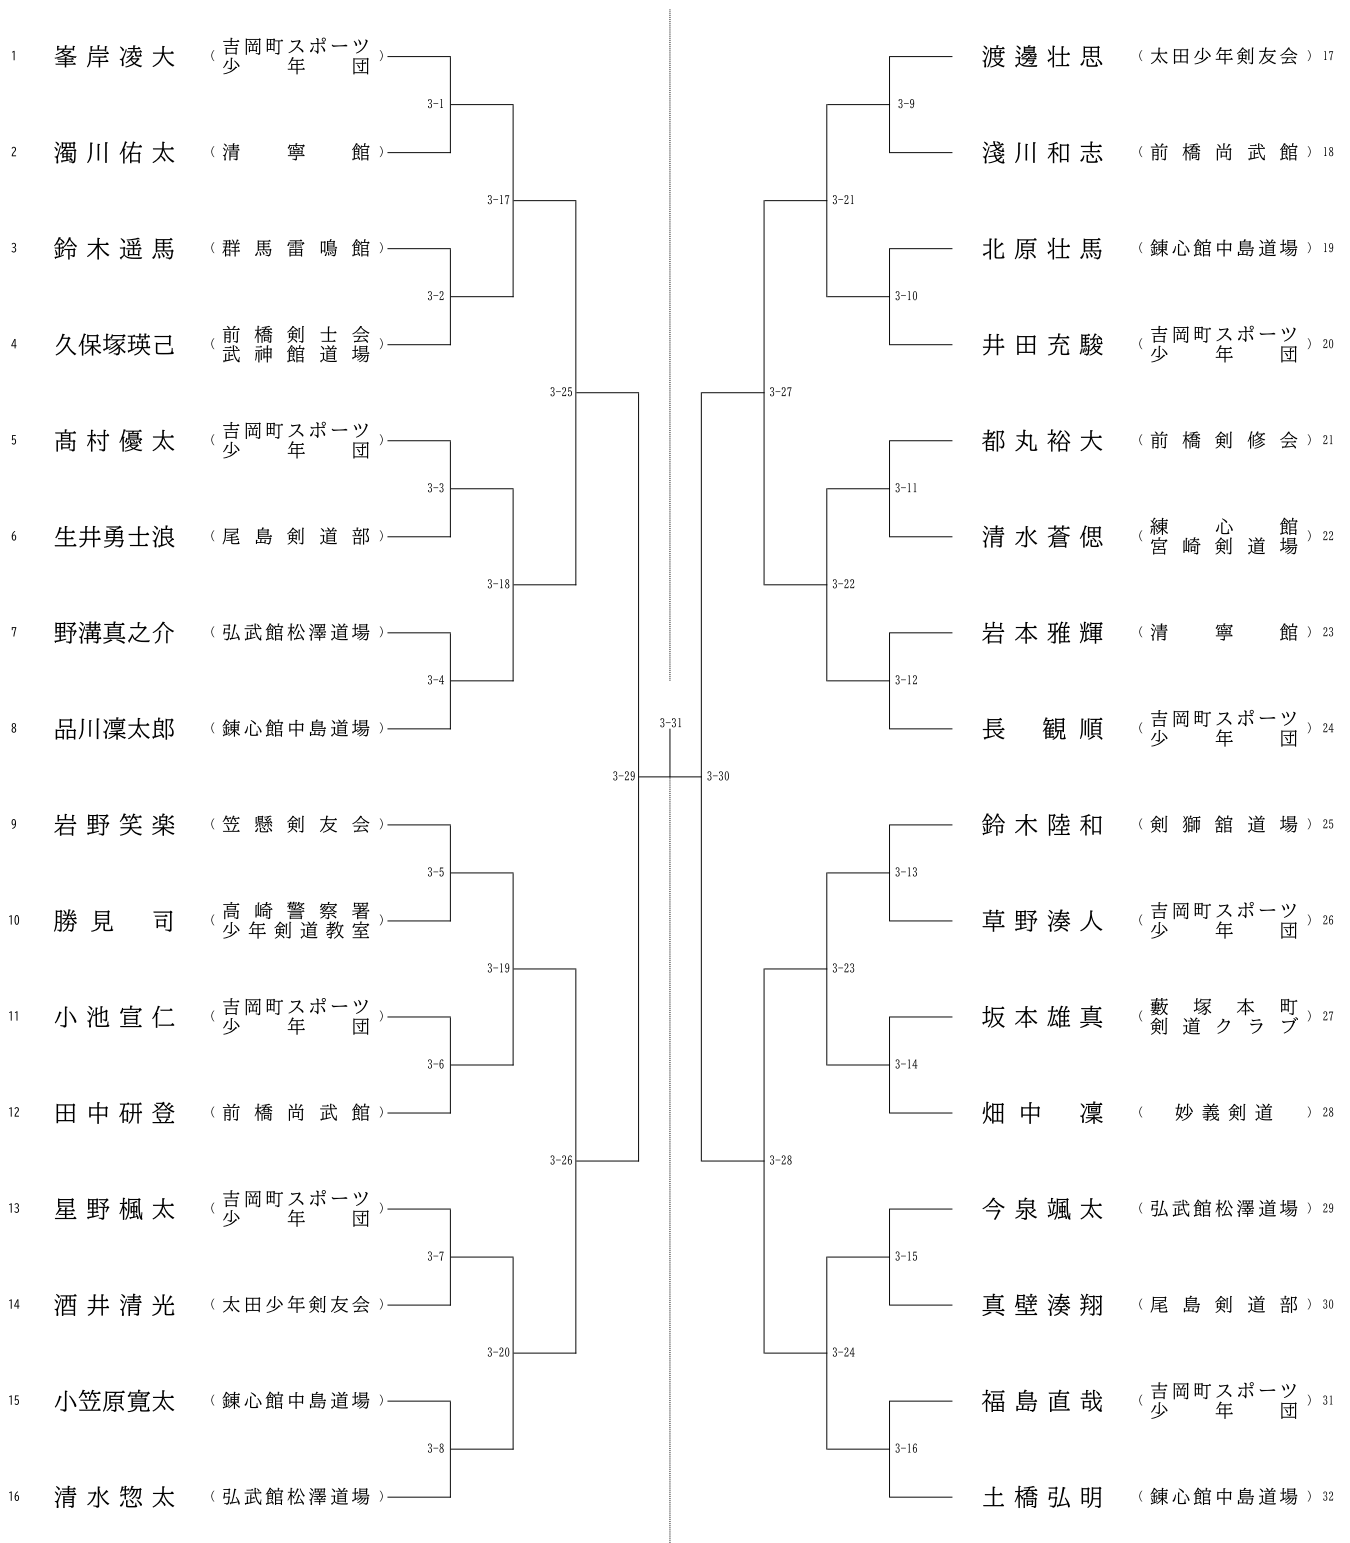 1 峯岸凌大 （吉岡町スポーツ少年団）
2 濁川佑太 （清寧館）
3 鈴木遥馬 （群馬雷鳴館）
4 久保塚瑛己 （前橋剣士会武神館道場）
5 髙村優太 （吉岡町スポーツ少年団）
6 生井勇士浪 （尾島剣道部）
7 野溝真之介 （弘武館松澤道場）
8 品川凜太郎 （錬心館中島道場）
9 岩野笑楽 （笠懸剣友会）
10 勝見司 （高崎警察署少年剣道教室）
11 小池宣仁 （吉岡町スポーツ少年団）
12 田中研登 （前橋尚武館）
13 星野楓太 （吉岡町スポーツ少年団）
14 酒井清光 （太田少年剣友会）
15 小笠原寛太 （錬心館中島道場）
16 清水惣太 （弘武館松澤道場）
3-1
3-2
3-3
3-4
3-5
3-6
3-7
3-8
3-17
3-18
3-19
3-20
3-25
3-26
3-29
3-31
3-30
3-27
3-28
3-21
3-22
3-23
3-24
3-9
3-10
3-11
3-12
3-13
3-14
3-15
3-16
渡邊壮思 （太田少年剣友会） 17
淺川和志 （前橋尚武館） 18
北原壮馬 （錬心館中島道場） 19
井田充駿 （吉岡町スポーツ少年団） 20
都丸裕大 （前橋剣修会） 21
清水蒼偲 （練心館宮崎剣道場） 22
岩本雅輝 （清寧館） 23
長観順 （吉岡町スポーツ少年団） 24
鈴木陸和 （剣獅舘道場） 25
草野湊人 （吉岡町スポーツ少年団） 26
坂本雄真 （藪塚本町剣道クラブ） 27
畑中凜 （妙義剣道） 28
今泉颯太 （弘武館松澤道場） 29
真壁湊翔 （尾島剣道部） 30
福島直哉 （吉岡町スポーツ少年団） 31
土橋弘明 （錬心館中島道場） 32